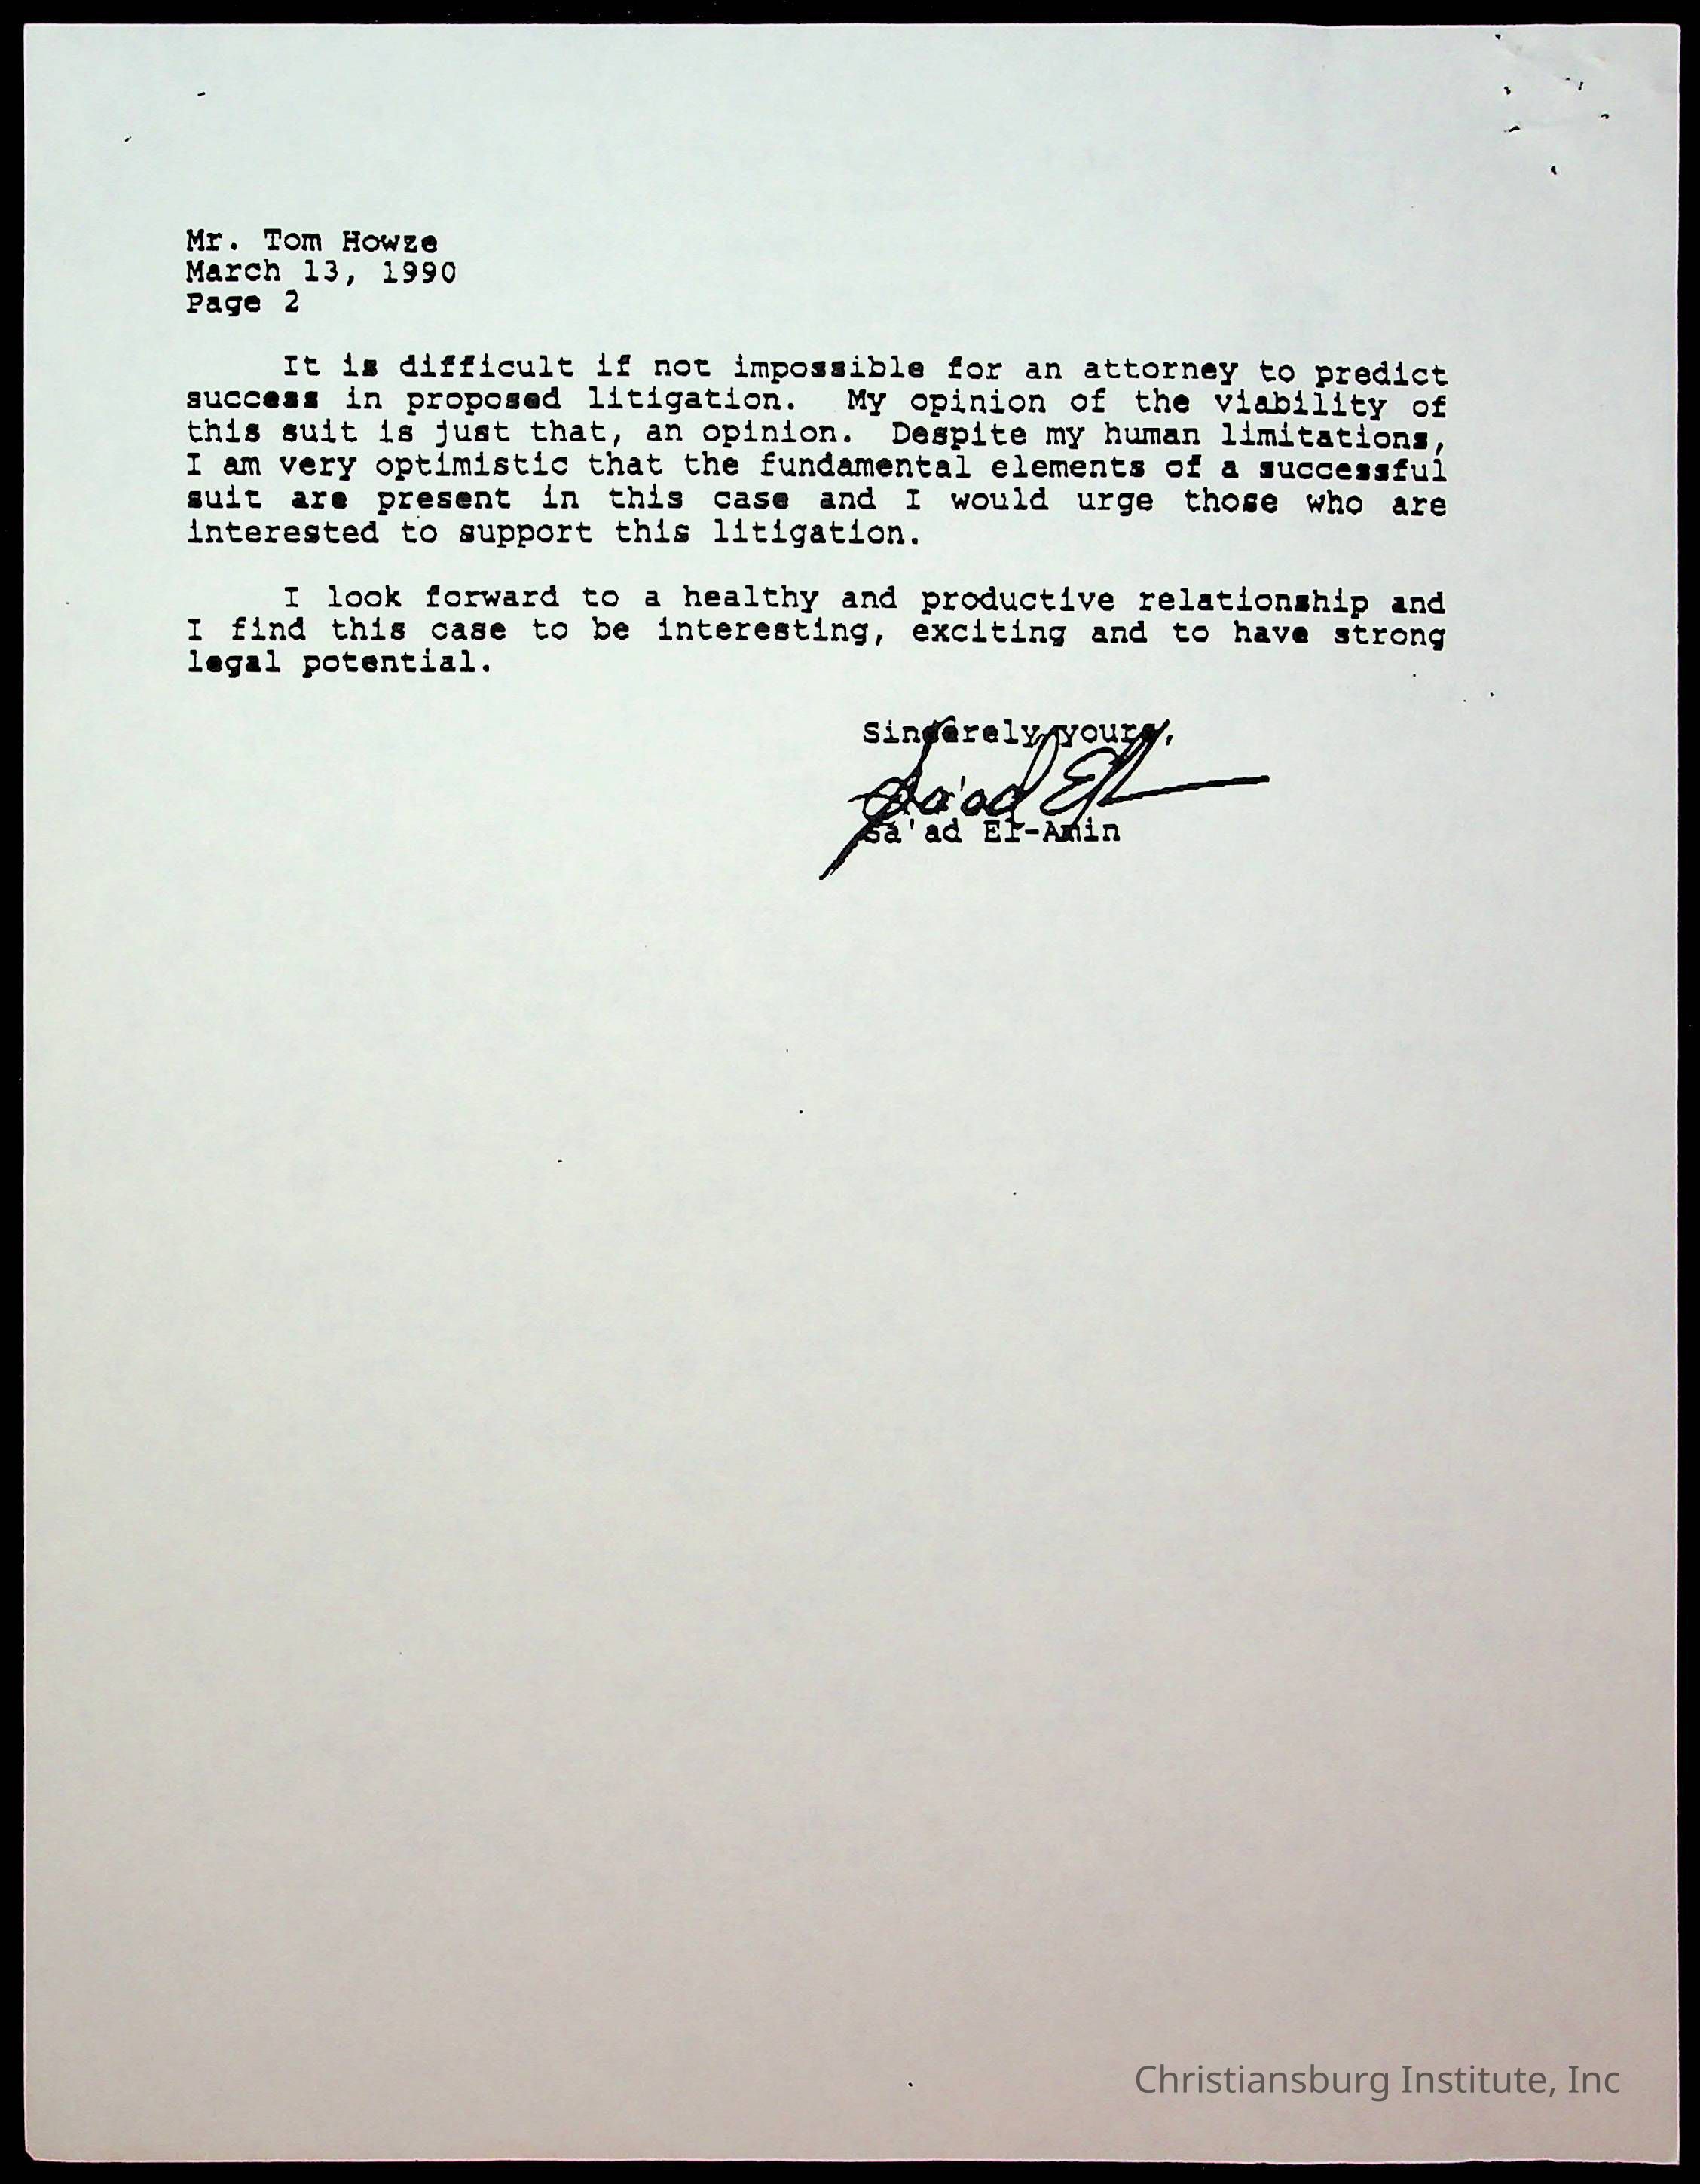 Mr. Tom Howze
March 13, 1990
Page 2
It is difficult if not impossible for an attorney to predict
success in proposed litigation. My opinion of the viability of
this suit is just that, an opinion. Despite my human limitations,
I am very optimistic that the fundamental elements of a successful
suit are present in this case and I would urge those who are
interested to support this litigation.
I look forward to a healthy and productive relationship and
I find this case to be interesting, exciting and to have strong
legal potential.
Sincerely yours,
Sa'ad El
Sa'ad El-Amin
Christiansburg Institute, Inc